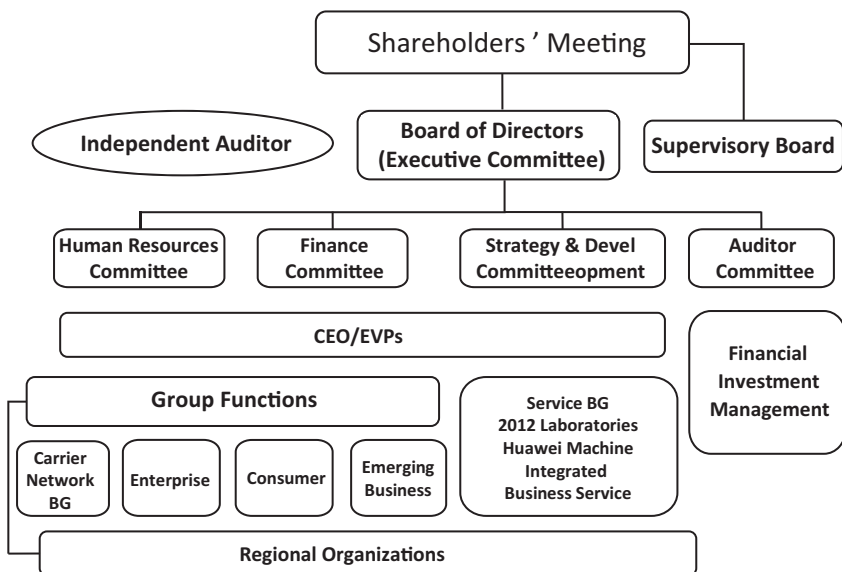 Shareholders ’ Meeting
Independent Auditor
Board of Directors
(Executive Committee)
Supervisory Board
Human Resources
Committee
Finance
Committee
Strategy & Devel
Committeeopment
Auditor
Committee
CEO/EVPs
Financial
Investment
Management
Group Functions
Service BG
2012 Laboratories
Huawei Machine
Integrated
Business Service
Carrier
Network
BG
Enterprise
Consumer
Emerging
Business
Regional Organizations